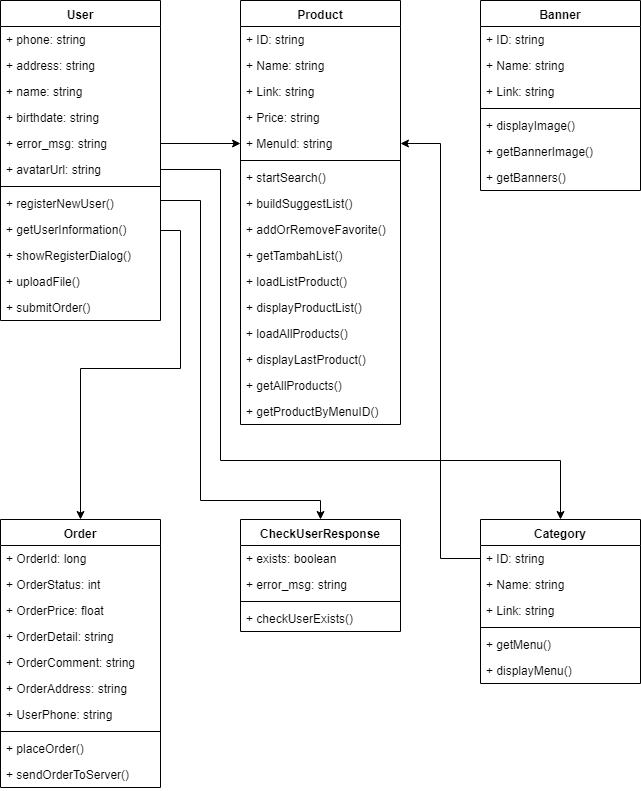 User
+ phone: string
+ address: string
+ name: string
+ birthdate: string
+ error_msg: string
+ avatarUrl: string
+ registerNewUser()
+ getUserInformation()
+ showRegisterDialog()
+ uploadFile()
+ submitOrder()
Product
+ ID: string
+ Name: string
+ Link: string
+ Price: string
+ MenuId: string
+ startSearch()
+ buildSuggestList()
+ addOrRemoveFavorite()
+ getTambahList()
+ loadListProduct()
+ displayProductList()
+ loadAllProducts()
+ displayLastProduct()
+ getAllProducts()
+ getProductByMenuID()
Banner
+ ID: string
+ Name: string
+ Link: string
+ displayImage()
+ getBannerImage()
+ getBanners()
Order
+ OrderId: long
+ OrderStatus: int
+ OrderPrice: float
+ OrderDetail: string
+ OrderComment: string
+ OrderAddress: string
+ UserPhone: string
+ placeOrder()
+ sendOrderToServer()
CheckUserResponse
+ exists: boolean
+ error_msg: string
+ checkUserExists()
Category
+ ID: string
+ Name: string
+ Link: string
+ getMenu()
+ displayMenu()